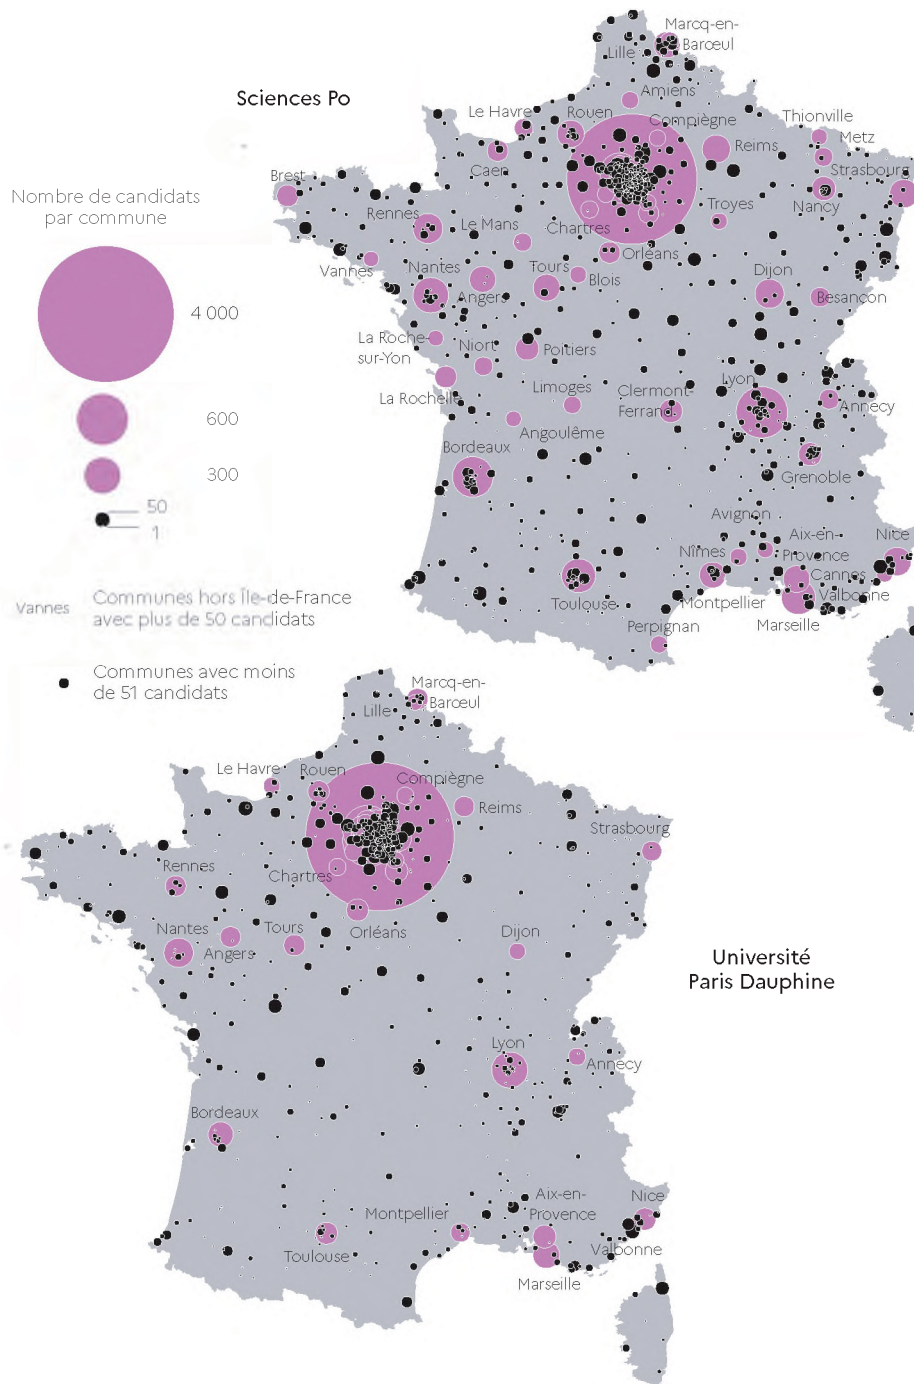 Sciences Po
Marcq-en-
Barœul
Lille
Amiens
Le Havre
Rouen
Compiègne
Thionville
Metz
Caen
Reims
Strasbourg
Brest
Nancy
Rennes
Le Mans
Chartres
Troyes
Orléans
Vannes
Nantes
Angers
Tours
Blois
Dijon
Besançon
La Roche-
sur-Yon
Niort
Poitiers
La Rochelle
Limoges
Clermont-
Ferrand
Lyon
Annecy
Angoulême
Bordeaux
Grenoble
Avignon
Aix-en-
Provence
Nice
Nîmes
Cannes
Toulouse
Montpellier
Valbonne
Marseille
Perpignan
Nombre de candidats
par commune
4 000
600
300
50
1
Vannes
Communes hors Île-de-France
avec plus de 50 candidats
Communes avec moins
de 51 candidats
Marcq-en-
Barœul
Lille
Le Havre
Rouen
Compiègne
Reims
Strasbourg
Rennes
Chartres
Nantes
Angers
Tours
Orléans
Dijon
Université
Paris Dauphine
Lyon
Annecy
Bordeaux
Aix-en-
Provence
Nice
Montpellier
Toulouse
Valbonne
Marseille